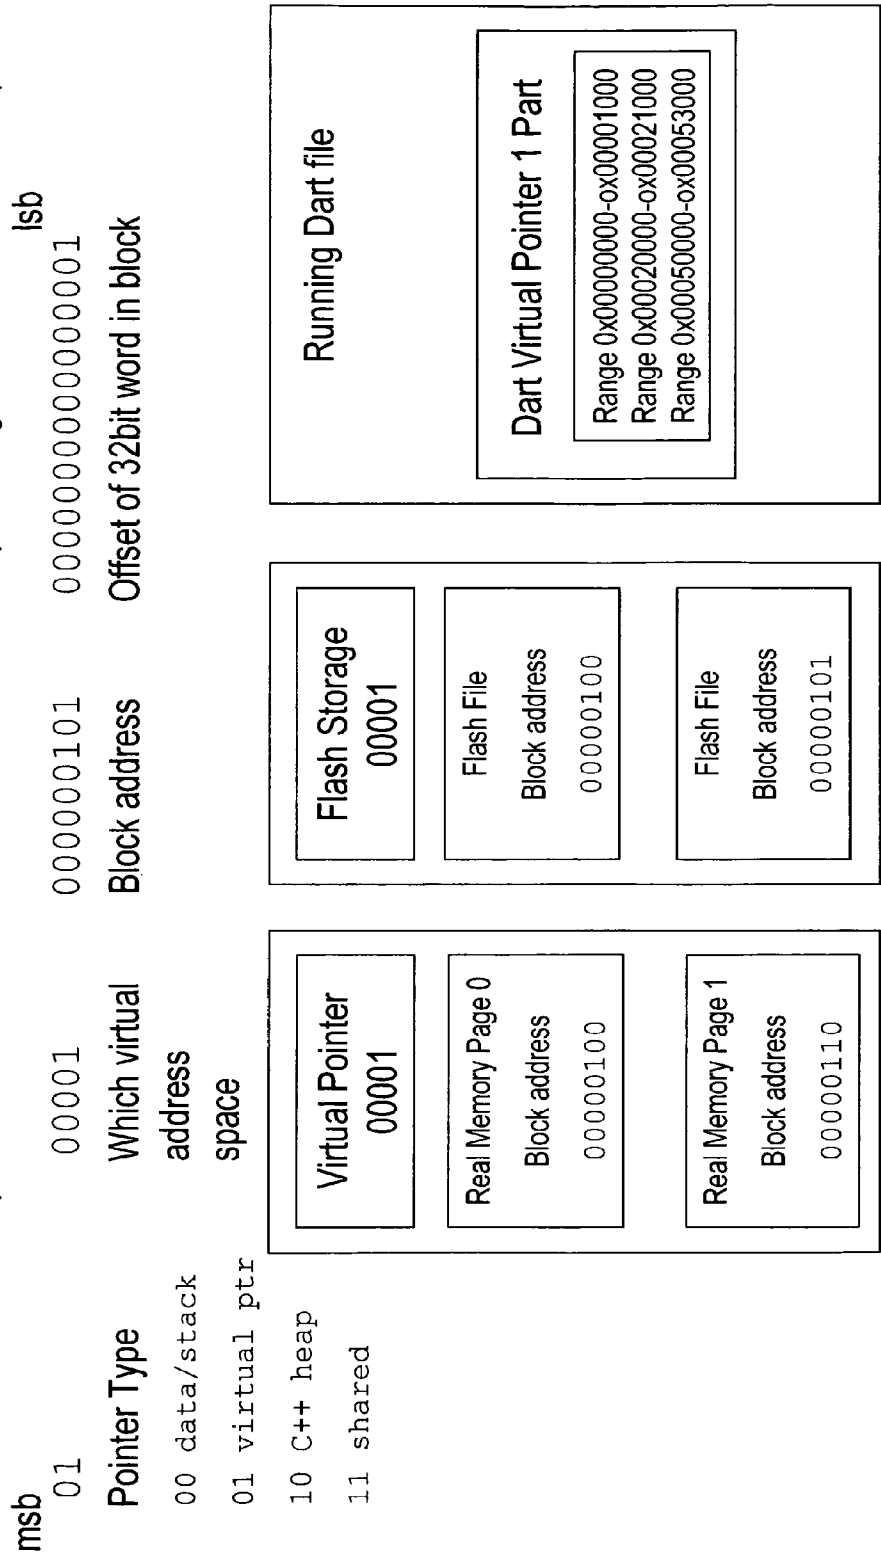 msb
lsb
01
00001
000000101
0000000000000001
Pointer Type
Which virtual
address
space
Block address
Offset of 32bit word in block
00 data/stack
01 virtual ptr
10 C++ heap
11 shared
Virtual Pointer
00001
Real Memory Page 0
Block address
00000100
Real Memory Page 1
Block address
00000110
Flash Storage
00001
Flash File
Block address
00000100
Flash File
Block address
00000101
Running Dart file
Dart Virtual Pointer 1 Part
Range 0x00000000-ox00001000
Range 0x00020000-ox00021000
Range 0x00050000-ox00053000